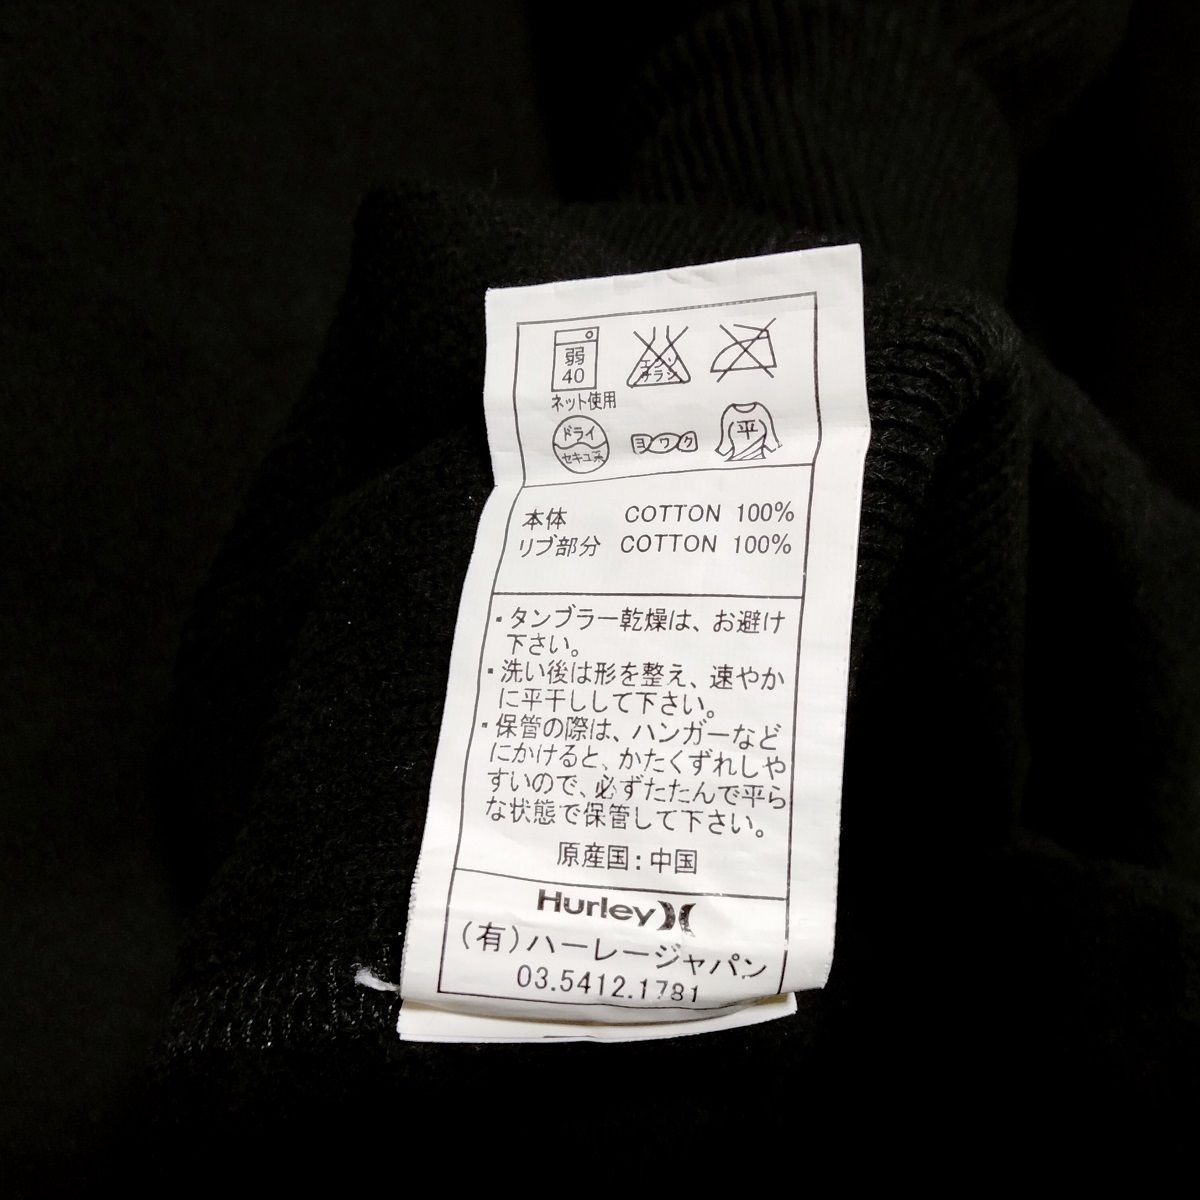 弱
40
ネット使用
エンソ
サラシ
ドライ
セキユ系
ヨワク
平
本体 COTTON 100%
リブ部分 COTTON 100%
・タンブラー乾燥は、お避け
下さい。
・洗い後は形を整え、速やか
に平干しして下さい。
・保管の際は、ハンガーなど
にかけると、かたくずれしや
すいので、必ずたたんで平ら
な状態で保管して下さい。
原産国：中国
Hurley
(有)ハーレージャパン
03.5412.1781